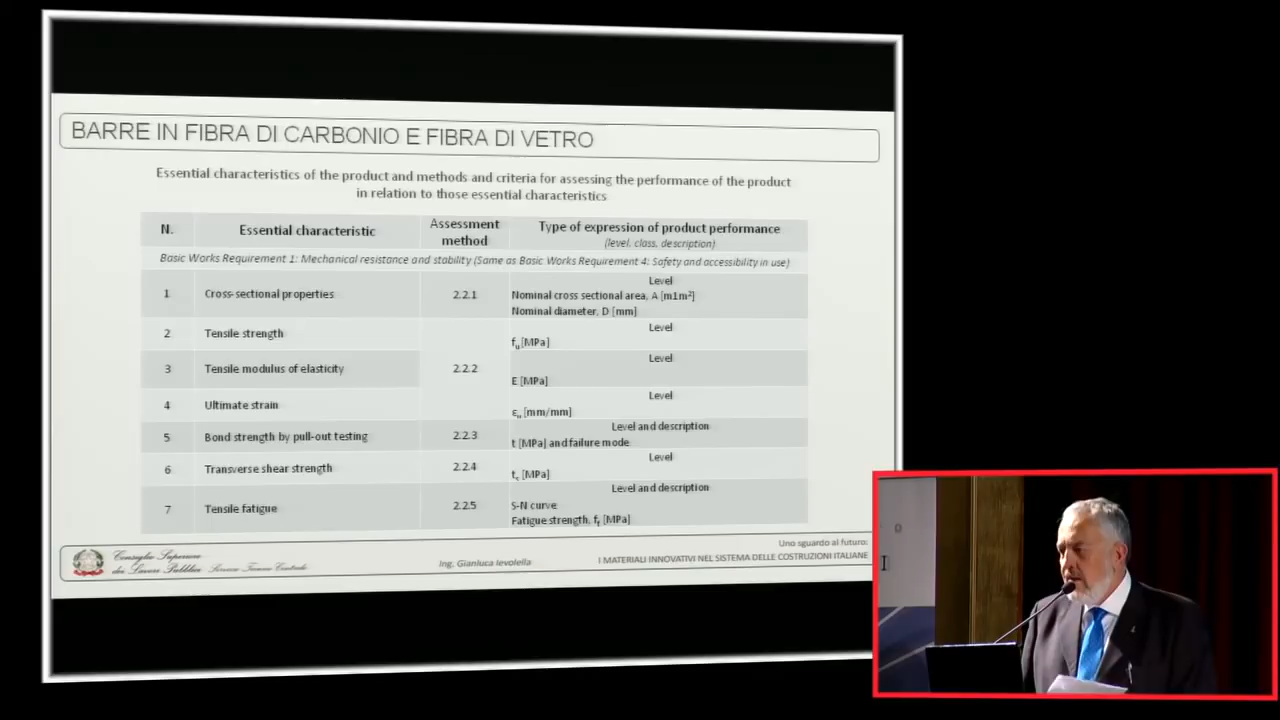 BARRE IN FIBRA DI CARBONIO E FIBRA DI VETRO
Essential characteristics of the product and methods and criteria for assessing the performance of the product
in relation to those essential characteristics
N. Essential characteristic Assessment method Type of expression of product performance
(level, class, description)
Basic Works Requirement 1: Mechanical resistance and stability (Same as Basic Works Requirement 4: Safety and accessibility in use)
1 Cross-sectional properties 2.2.1 Level
Nominal cross sectional area, A [m1m²]
Nominal diameter, D [mm]
2 Tensile strength 2.2.2 Level
fu [MPa]
3 Tensile modulus of elasticity Level
E [MPa]
4 Ultimate strain Level
εu [mm/mm]
5 Bond strength by pull-out testing 2.2.3 Level and description
t [MPa] and failure mode
6 Transverse shear strength 2.2.4 Level
[MPa]
7 Tensile fatigue 2.2.5 Level and description
S-N curve
Fatigue strength, ff [MPa]
Consiglio Superiore
dei Lavori Pubblici Servizio Tecnico Centrale
Ing. Gianluca Ievolella
Uno sguardo al futuro:
I MATERIALI INNOVATIVI NEL SISTEMA DELLE COSTRUZIONI ITALIANE